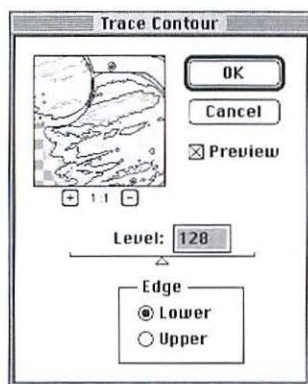 Trace Contour
OK
Cancel
Preview
+ 1:1 −
Level: 128
Edge
Lower
Upper